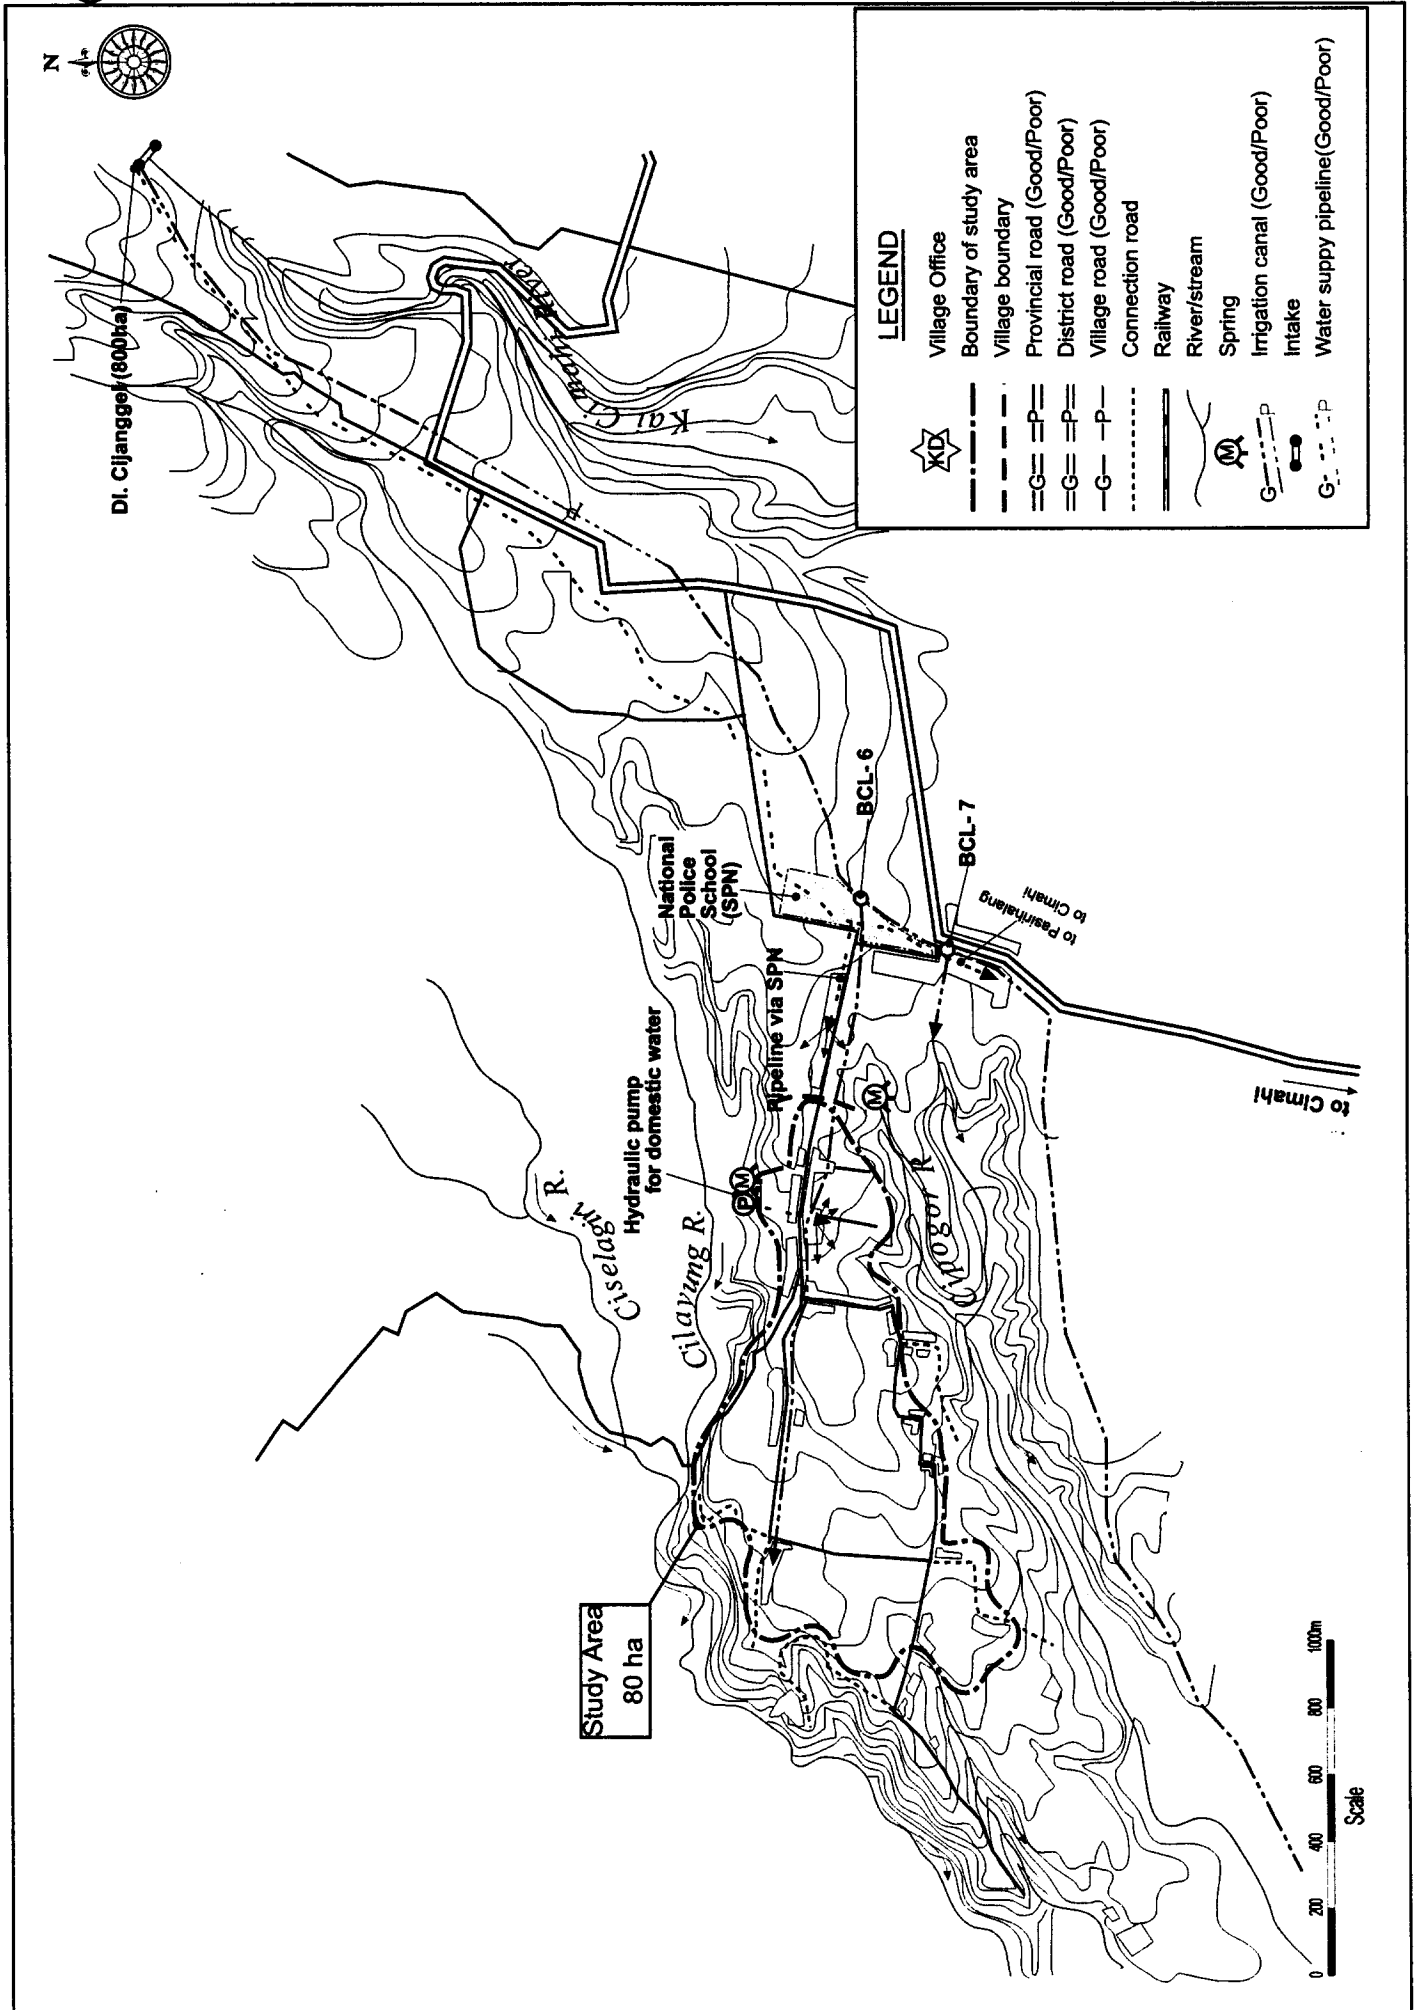 N
DI. Cijanggel (800ha)
Kai Cimahi River
P
LEGEND
KD
Village Office
Boundary of study area
Village boundary
=G= =P= Provincial road (Good/Poor)
=G= =P= District road (Good/Poor)
-G- -P- Village road (Good/Poor)
Connection road
Railway
River/stream
M
Spring
G P Irrigation canal (Good/Poor)
Intake
G P Water suppy pipeline(Good/Poor)
BCL- 6
BCL- 7
National
Police
School
(SPN)
to Pasirhalang
to Cimahi
Pipeline via SPN
Hydraulic pump
for domestic water
P M
M
Ciselagiri R.
Cilayung R.
Cipogor R
to Cimahi
Study Area
80 ha
0 200 400 600 800 1000m
Scale